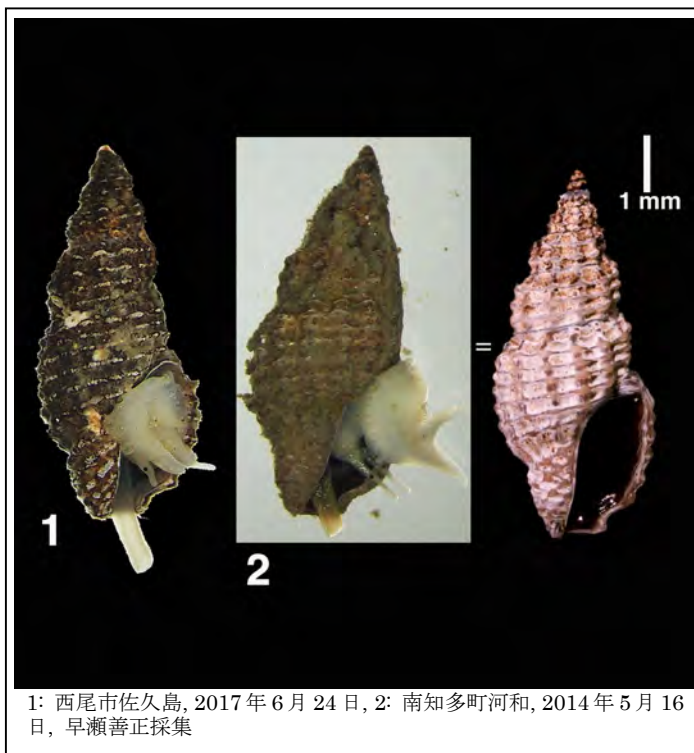 1 mm
=
1
2
1: 西尾市佐久島, 2017 年 6 月 24 日, 2: 南知多町河和, 2014 年 5 月 16
日, 早瀬善正採集